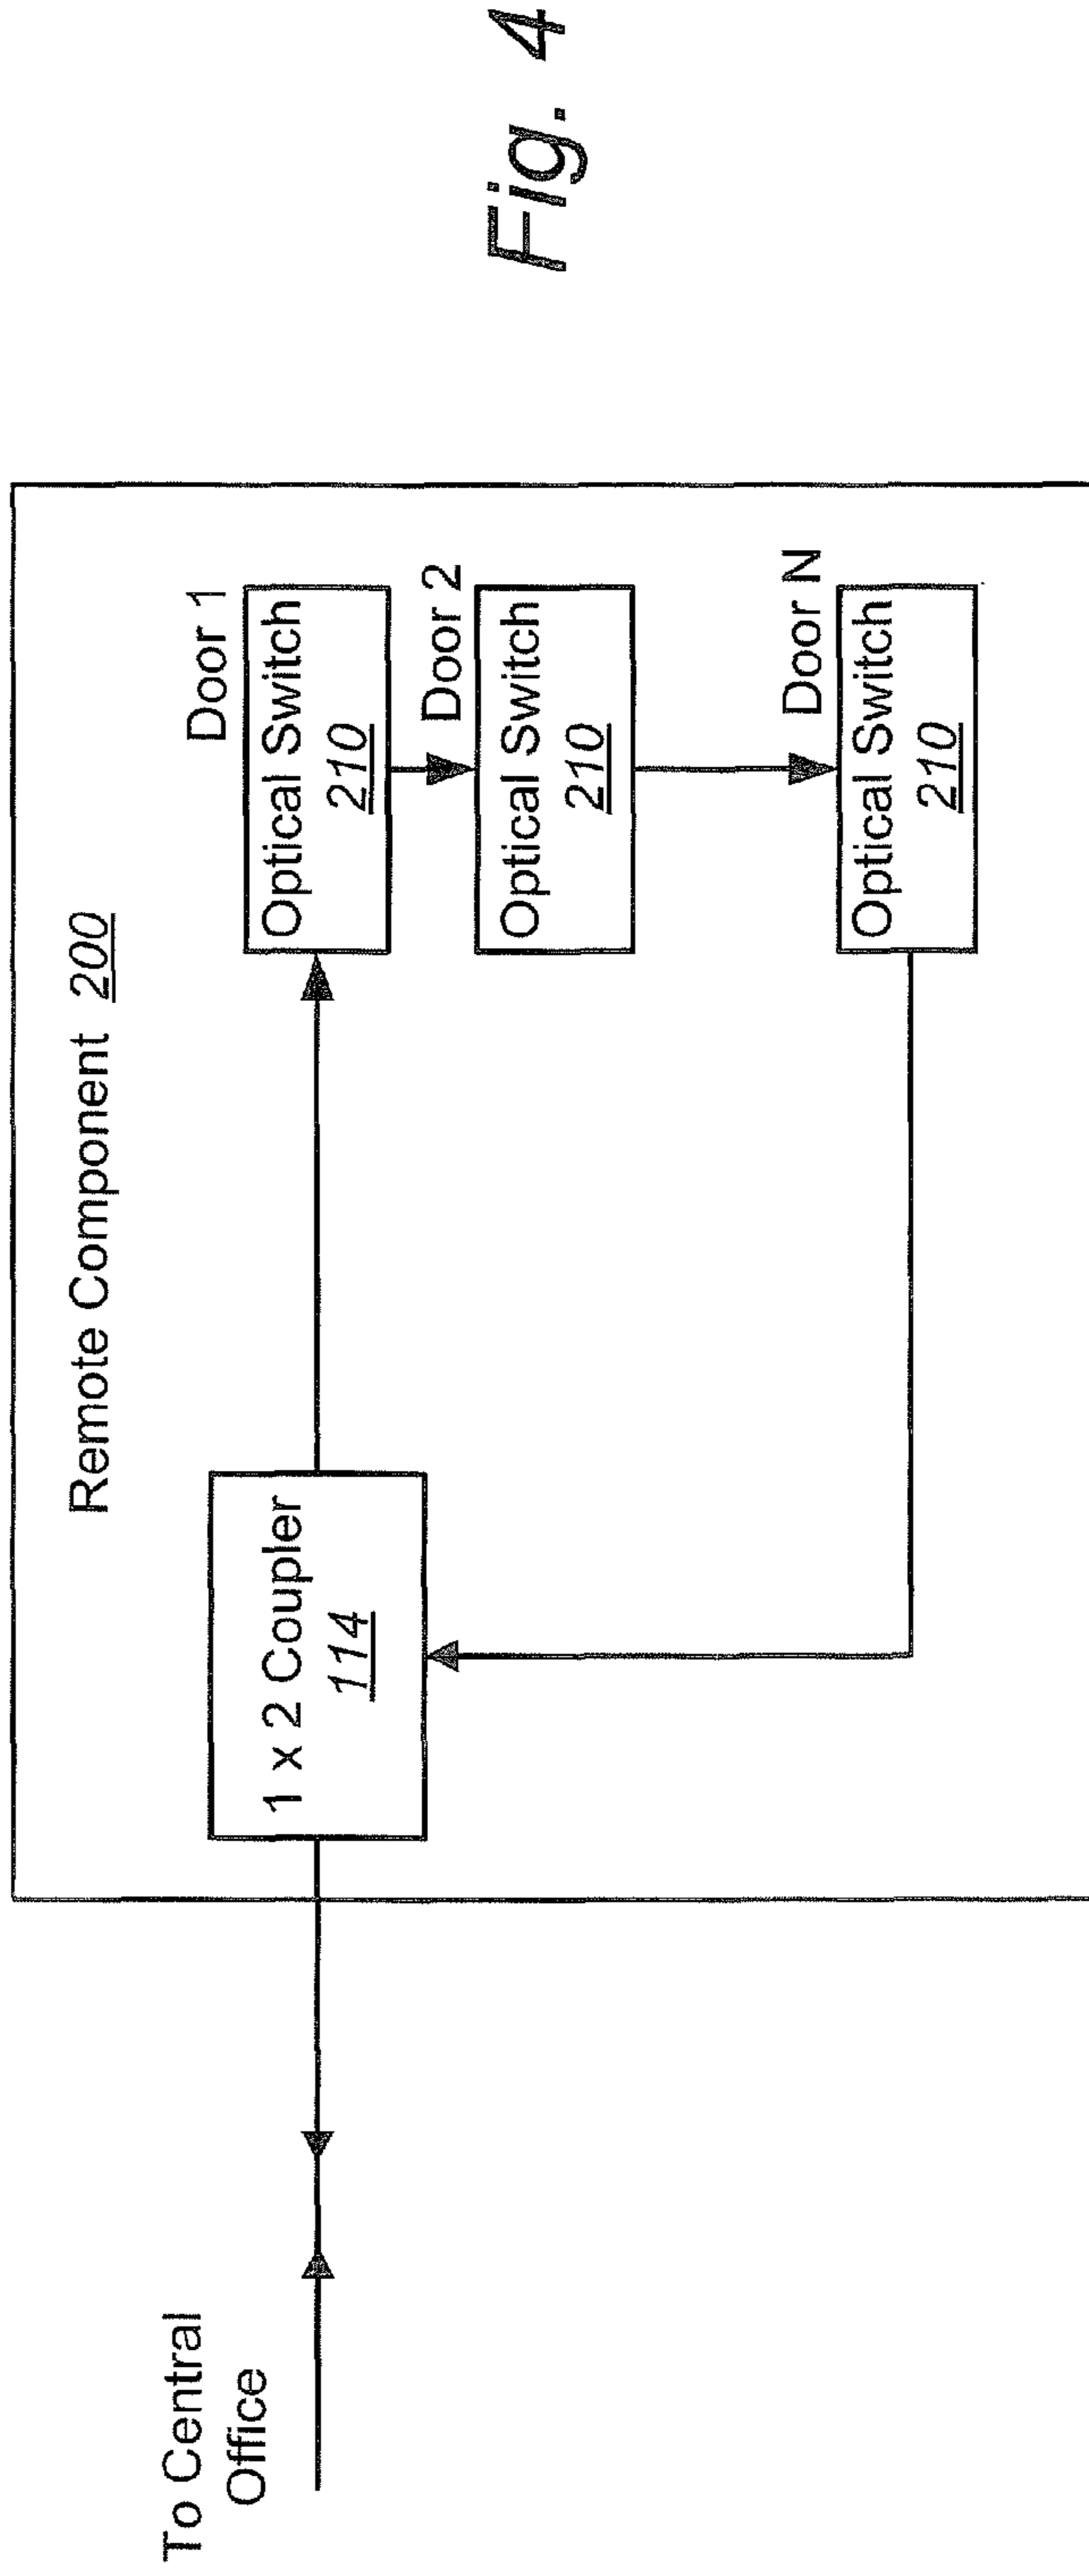 Remote Component 200
To Central
Office
1 x 2 Coupler
114
Door 1
Optical Switch
210
Door 2
Optical Switch
210
Door N
Optical Switch
210
Fig. 4